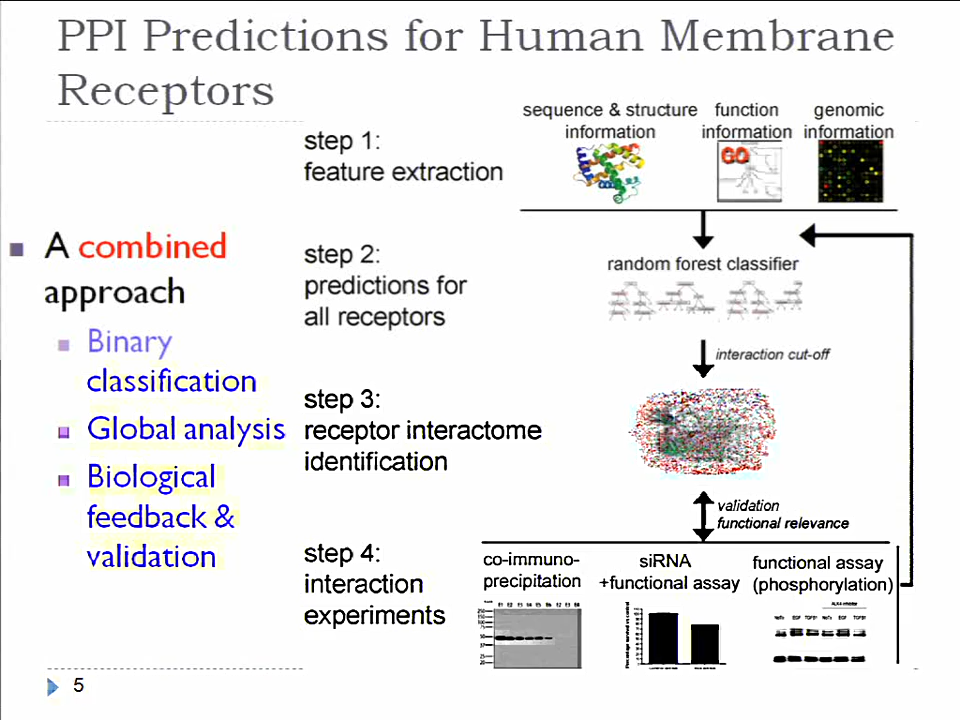 PPI Predictions for Human Membrane
Receptors
A combined
approach
Binary
classification
Global analysis
Biological
feedback &
validation
step 1:
feature extraction
sequence & structure
information
function
information
genomic
information
GO
step 2:
predictions for
all receptors
random forest classifier
interaction cut-off
step 3:
receptor interactome
identification
validation
functional relevance
step 4:
interaction
experiments
co-immuno-
precipitation
siRNA
+functional assay
functional assay
(phosphorylation)
5